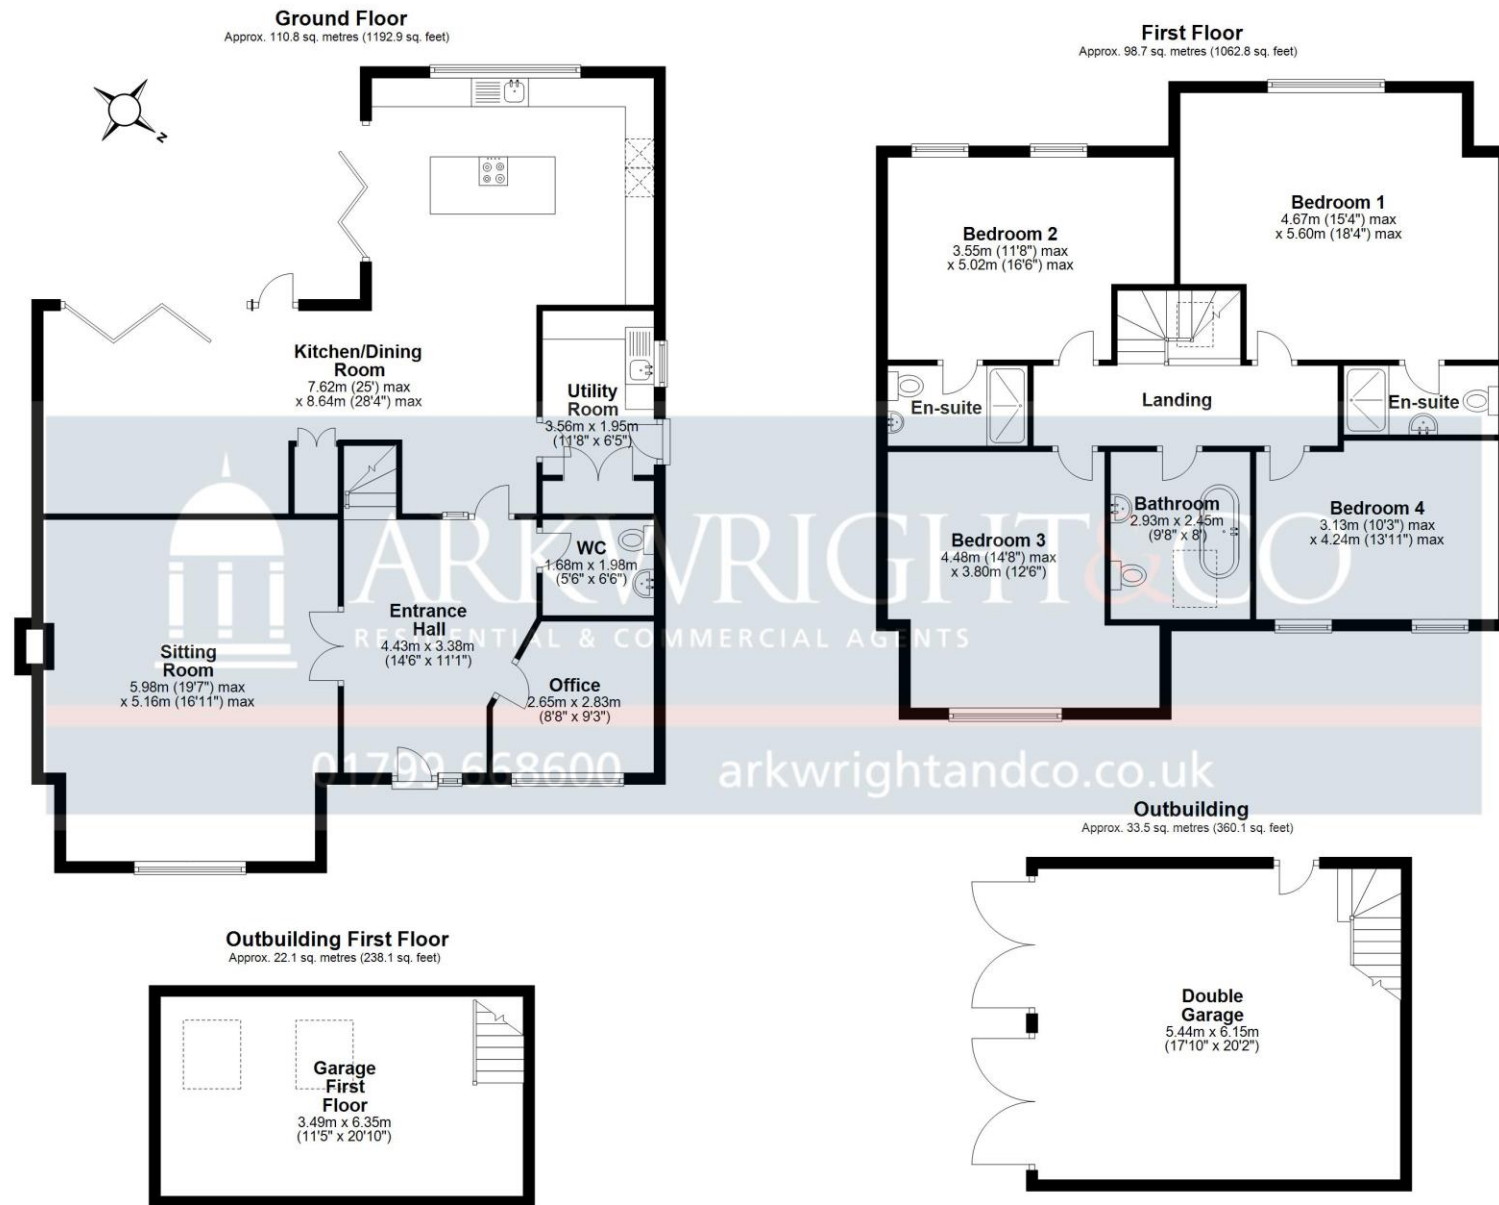 Ground Floor
Approx. 110.8 sq. metres (1192.9 sq. feet)
N
Kitchen/Dining
Room
7.62m (25') max
x 8.64m (28'4") max
Utility
Room
3.56m x 1.95m
(11'8" x 6'5")
WC
1.68m x 1.98m
(5'6" x 6'6")
Entrance
Hall
4.43m x 3.38m
(14'6" x 11'1")
Sitting
Room
5.98m (19'7") max
x 5.16m (16'11") max
Office
2.65m x 2.83m
(8'8" x 9'3")
First Floor
Approx. 98.7 sq. metres (1062.8 sq. feet)
Bedroom 1
4.67m (15'4") max
x 5.60m (18'4") max
Bedroom 2
3.55m (11'8") max
x 5.02m (16'6") max
En-suite
Landing
En-suite
Bedroom 3
4.48m (14'8") max
x 3.80m (12'6")
Bathroom
2.93m x 2.45m
(9'8" x 8')
Bedroom 4
3.13m (10'3") max
x 4.24m (13'11") max
ARKWRIGHT&CO
RESIDENTIAL & COMMERCIAL AGENTS
01799 668600 arkwrightandco.co.uk
Outbuilding
Approx. 33.5 sq. metres (360.1 sq. feet)
Double
Garage
5.44m x 6.15m
(17'10" x 20'2")
Outbuilding First Floor
Approx. 22.1 sq. metres (238.1 sq. feet)
Garage
First
Floor
3.49m x 6.35m
(11'5" x 20'10")